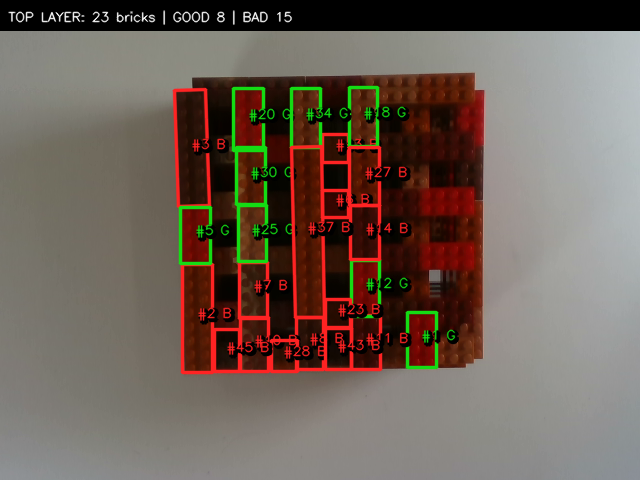 TOP LAYER: 23 bricks | GOOD 8 | BAD 15
#20 G
#34 G
#18 G
#3 B
#30 G
#27 B
#5 G
#25 G
#37 B
#14 B
#7 B
#12 G
#2 B
#23 B
#1 G
#45 B
#28 B
#8 B
#43 B